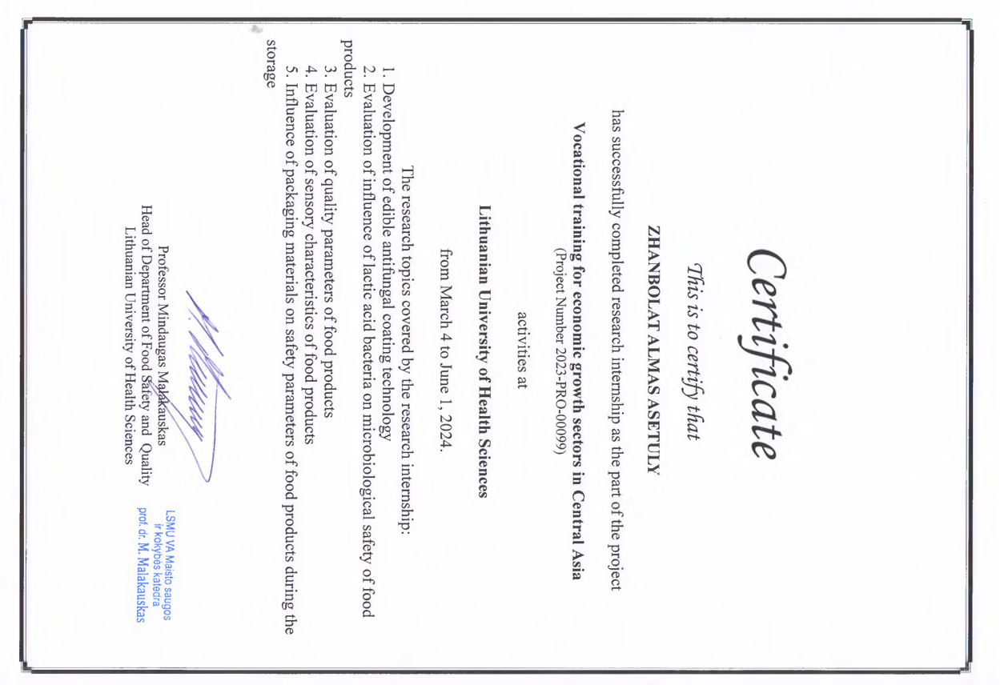 Certificate
This is to certify that
ZHANBOLAT ALMAS ASETULY
has successfully completed research internship as the part of the project
Vocational training for economic growth sectors in Central Asia
(Project Number 2023-PRO-00099)
activities at
Lithuanian University of Health Sciences
from March 4 to June 1, 2024.
The research topics covered by the research internship:
1. Development of edible antifungal coating technology
2. Evaluation of influence of lactic acid bacteria on microbiological safety of food
products
3. Evaluation of quality parameters of food products
4. Evaluation of sensory characteristics of food products
5. Influence of packaging materials on safety parameters of food products during the
storage
Professor Mindaugas Malakauskas
Head of Department of Food Safety and Quality
Lithuanian University of Health Sciences
LSMU VA Maisto saugos
ir kokybės katedra
prof. dr. M. Malakauskas